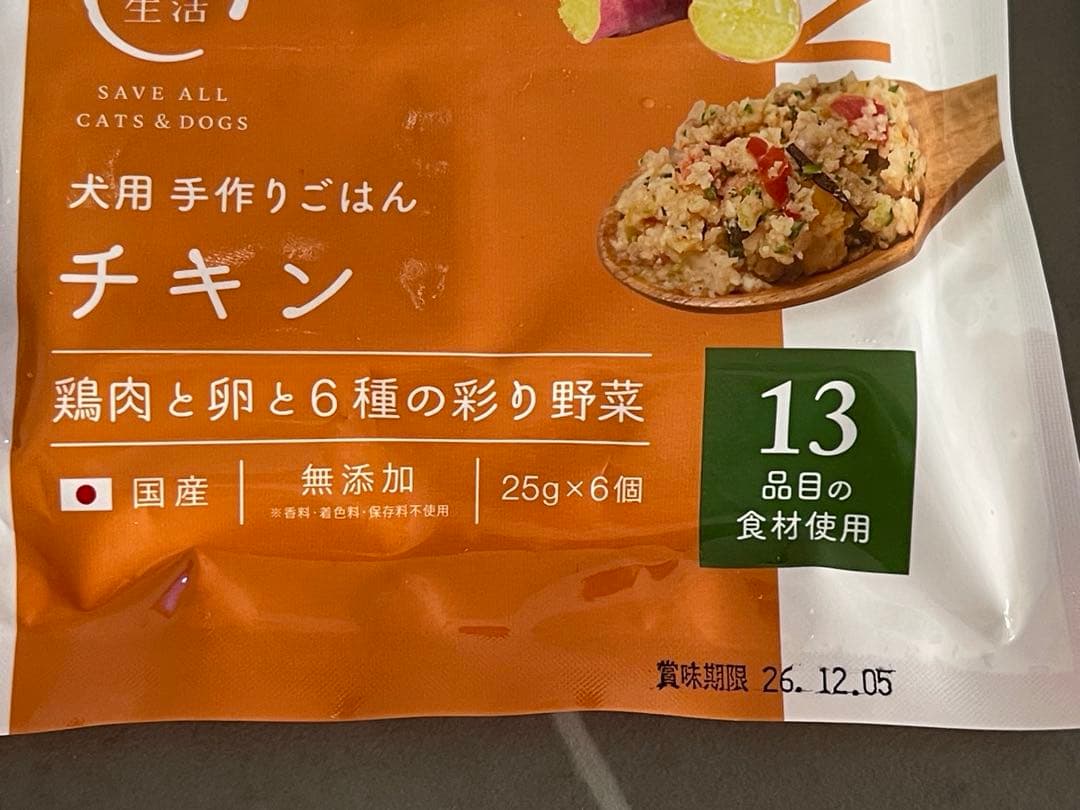 生活
SAVE ALL
CATS & DOGS
犬用 手作りごはん
チキン
鶏肉と卵と6種の彩り野菜
国産
無添加
※香料・着色料・保存料不使用
25g×6個
13
品目の
食材使用
賞味期限 26.12.05